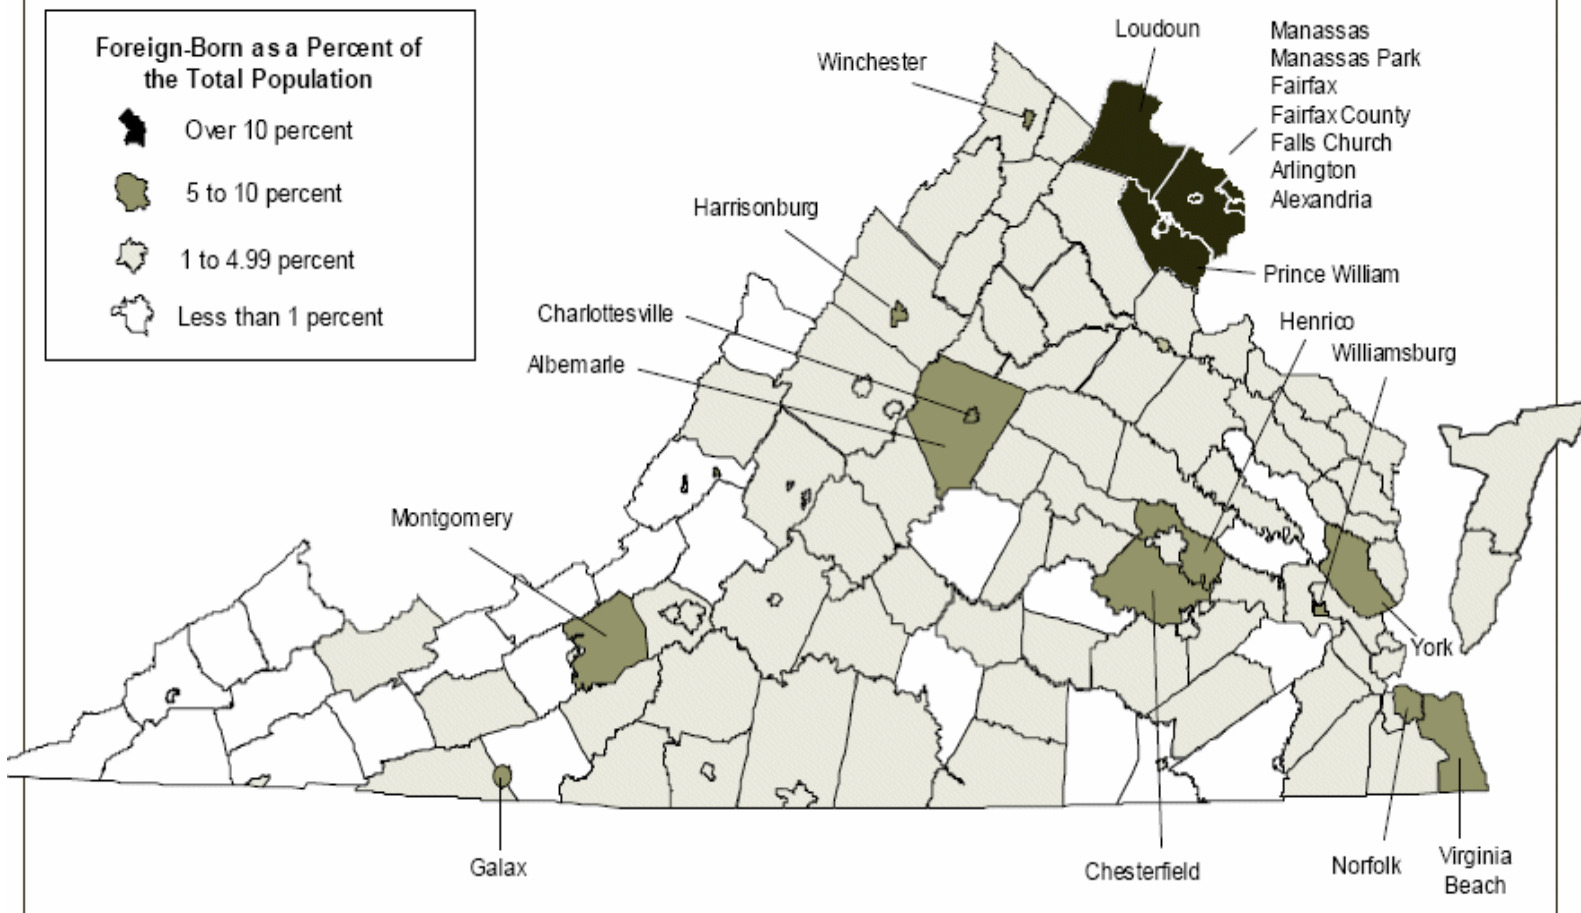 Foreign-Born as a Percent of
the Total Population
Over 10 percent
5 to 10 percent
1 to 4.99 percent
Less than 1 percent
Loudoun
Manassas
Manassas Park
Fairfax
Fairfax County
Falls Church
Arlington
Alexandria
Winchester
Harrisonburg
Prince William
Charlottesville
Henrico
Williamsburg
Albemarle
Montgomery
York
Galax
Chesterfield
Norfolk
Virginia
Beach